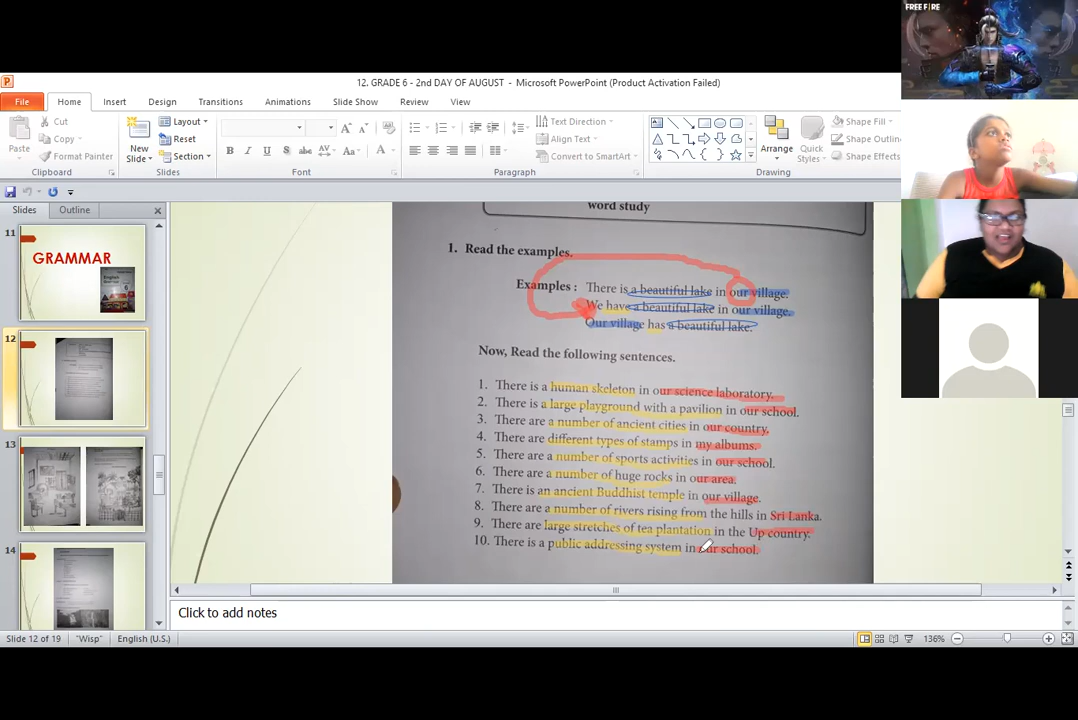 FREE FIRE
12. GRADE 6 - 2nd DAY OF AUGUST - Microsoft PowerPoint (Product Activation Failed)
File Home Insert Design Transitions Animations Slide Show Review View
Paste
Cut
Copy
Format Painter
Clipboard
New Slide
Layout
Reset
Section
Slides
B I U S abc AV Aa A
Font
Text Direction
Align Text
Convert to SmartArt
Paragraph
Arrange
Quick Styles
Shape Fill
Shape Outline
Shape Effects
Drawing
Slides Outline
11
GRAMMAR
English
12
13
14
word study
1. Read the examples.
Examples : There is a beautiful lake in our village.
We have a beautiful lake in our village.
Our village has a beautiful lake.
Now, Read the following sentences.
1. There is a human skeleton in our science laboratory.
2. There is a large playground with a pavilion in our school.
3. There are a number of ancient cities in our country.
4. There are different types of stamps in my albums.
5. There are a number of sports activities in our school.
6. There are a number of huge rocks in our area.
7. There is an ancient Buddhist temple in our village.
8. There are a number of rivers rising from the hills in Sri Lanka.
9. There are large stretches of tea plantation in the Up country.
10. There is a public addressing system in our school.
Click to add notes
Slide 12 of 19 "Wisp" English (U.S.) 136%